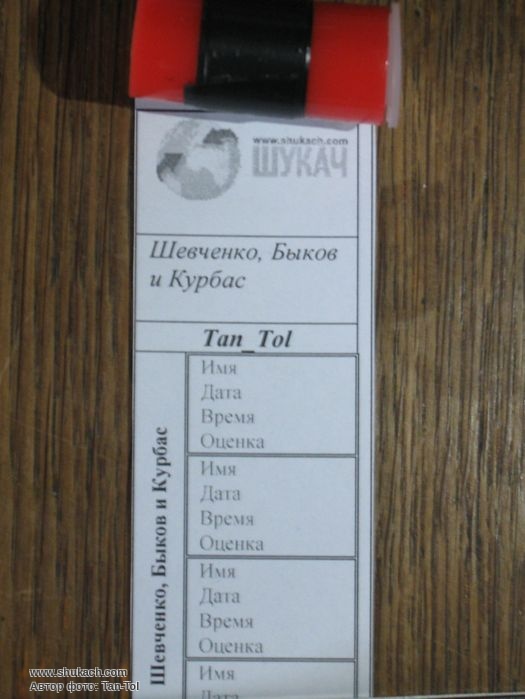 www.shukach.com
ШУКАЧ
Шевченко, Быков
и Курбас
Tan_Tol
Шевченко, Быков и Курбас
Имя
Дата
Время
Оценка
Имя
Дата
Время
Оценка
Имя
Дата
Время
Оценка
Имя
Дата
www.shukach.com
Автор фото: Tan-Tol